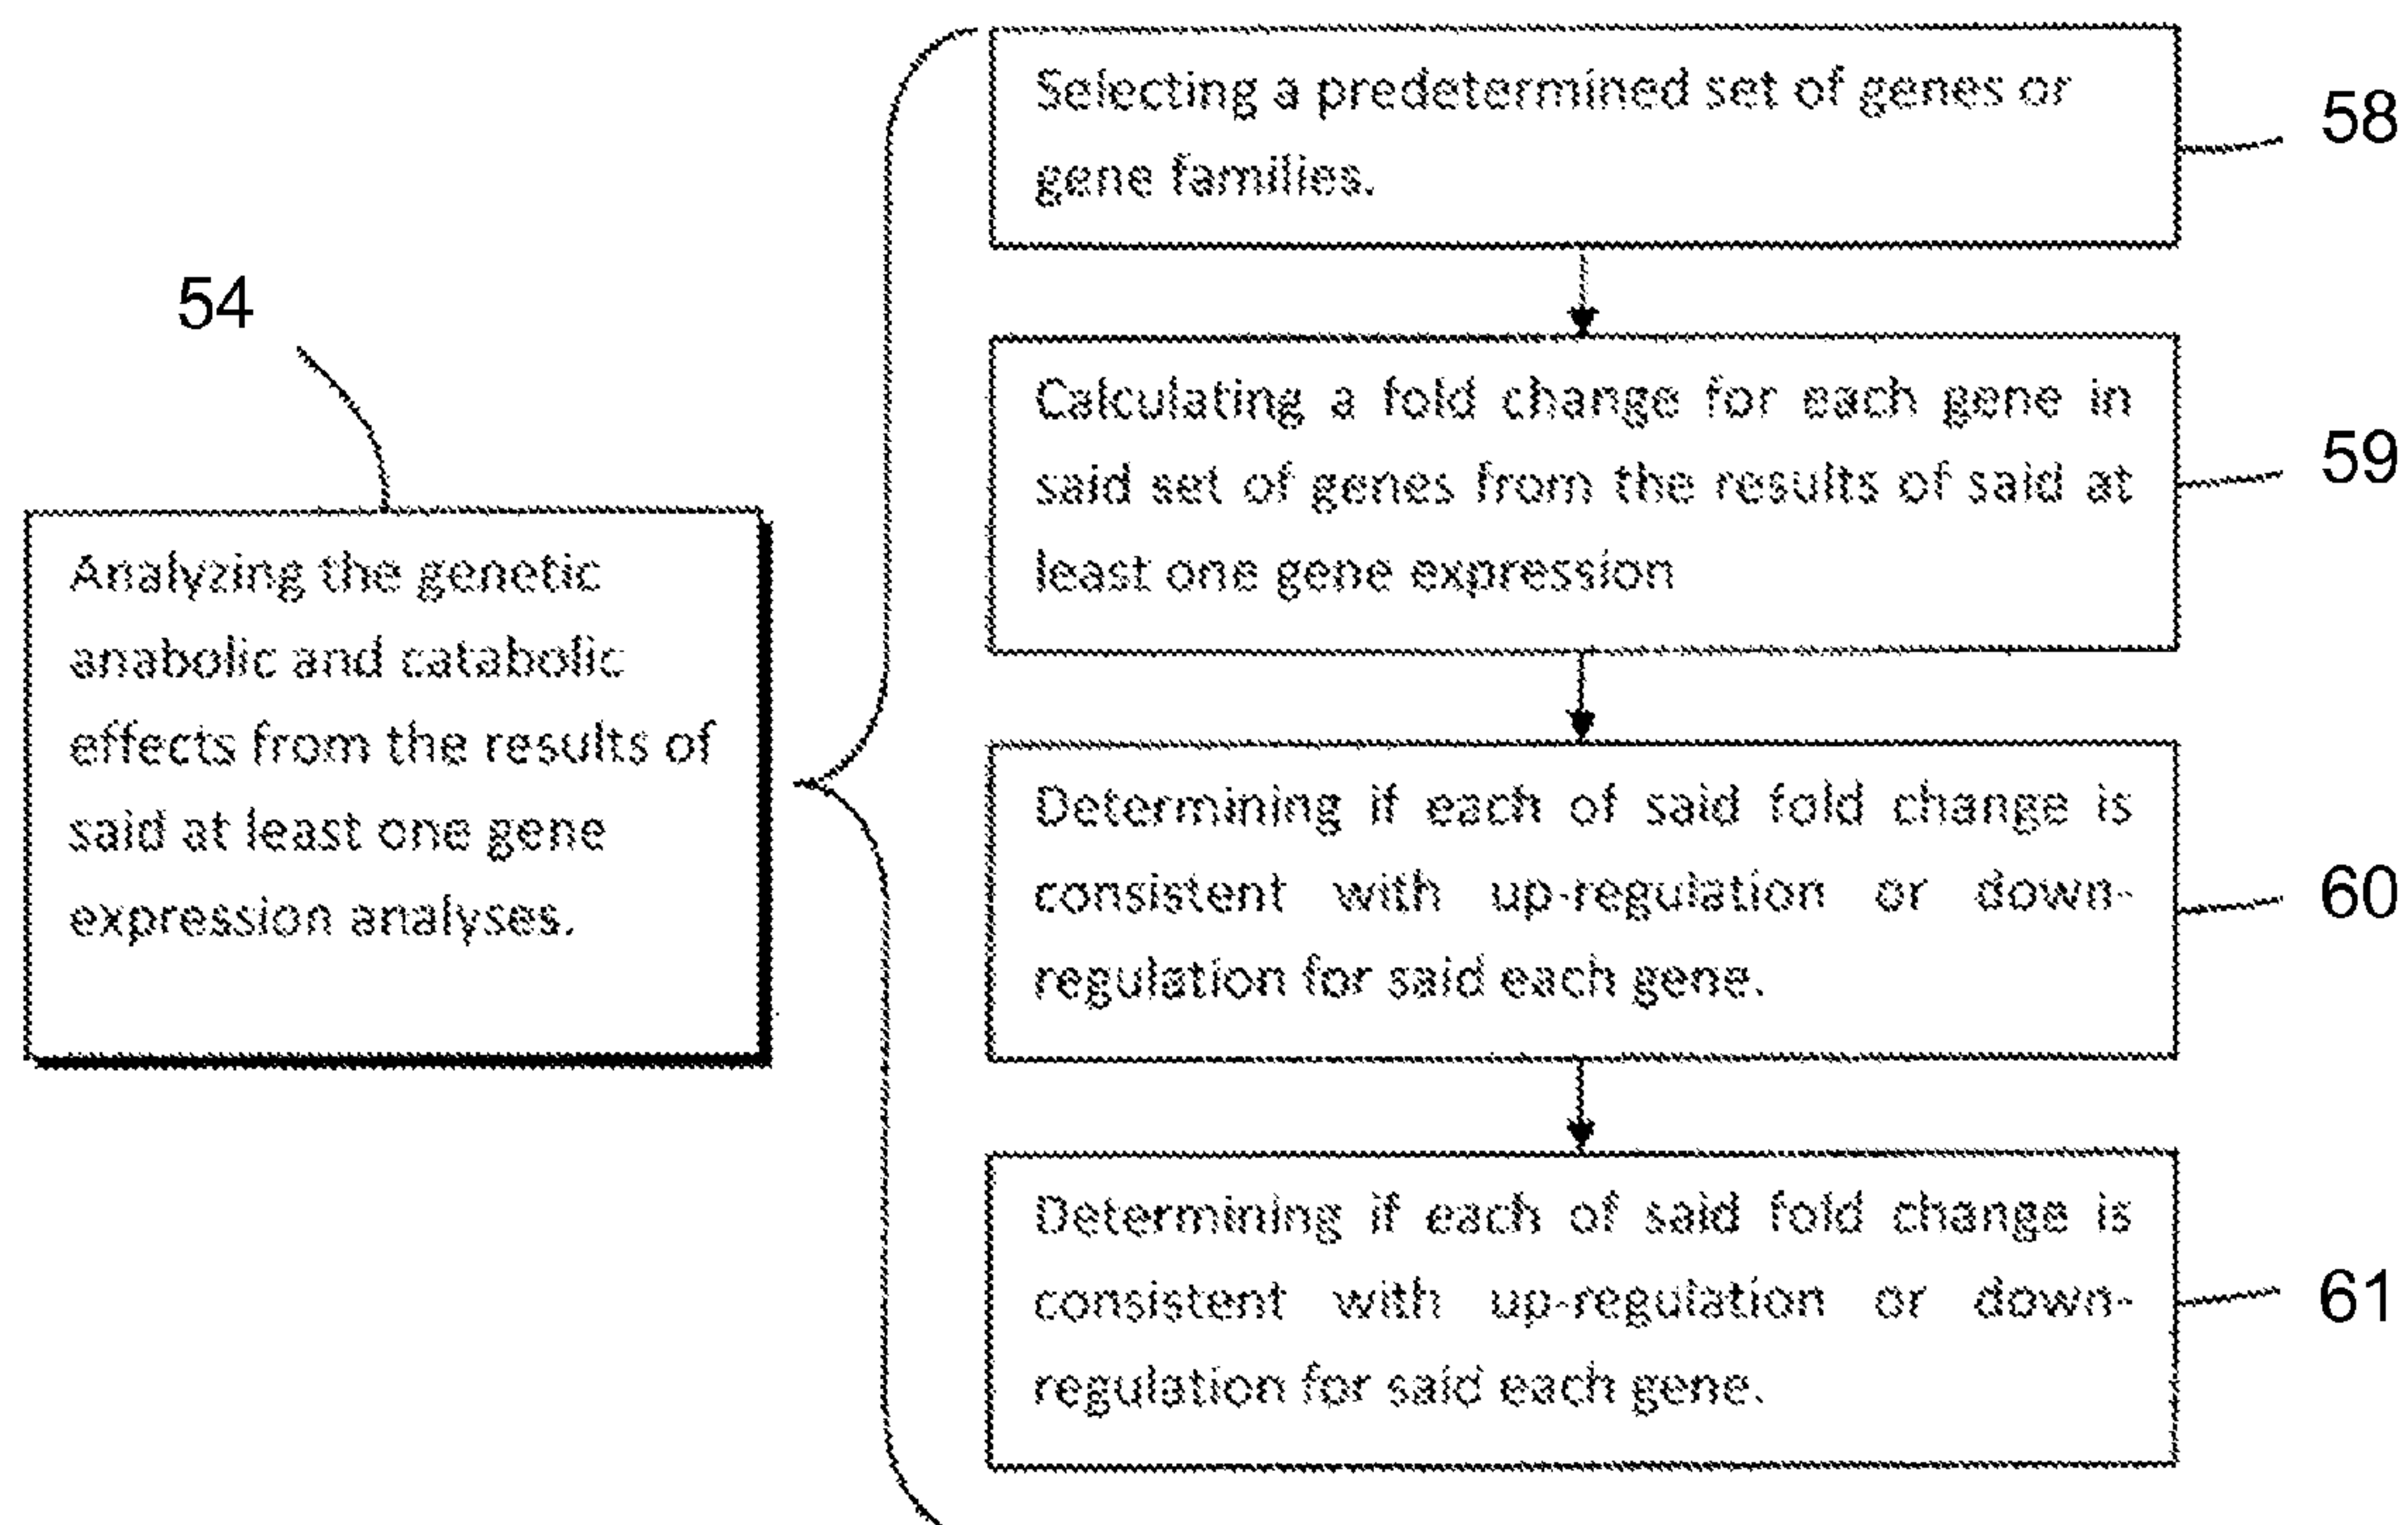 54
Analyzing the genetic
anabolic and catabolic
effects from the results of
said at least one gene
expression analyses.
Selecting a predetermined set of genes or
gene families.
58
Calculating a fold change for each gene in
said set of genes from the results of said at
least one gene expression
59
Determining if each of said fold change is
consistent with up-regulation or down-
regulation for said each gene.
60
Determining if each of said fold change is
consistent with up-regulation or down-
regulation for said each gene.
61